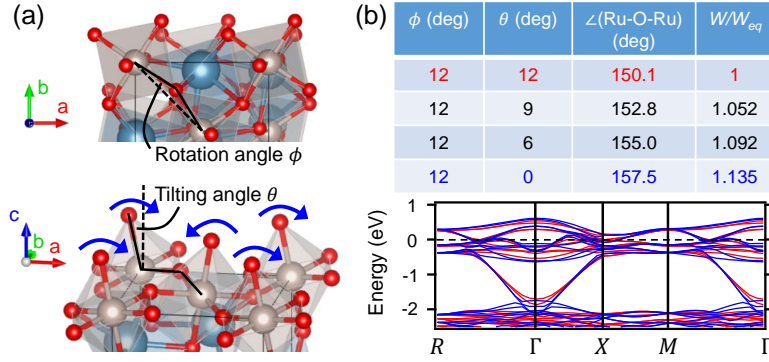 (a)
b
a
Rotation angle ϕ
Tilting angle θ
c
b
a
(b)
ϕ (deg) θ (deg) ∠(Ru-O-Ru) (deg) W/Weq
12 12 150.1 1
12 9 152.8 1.052
12 6 155.0 1.092
12 0 157.5 1.135
Energy (eV)
1
0
-1
-2
R Γ X M Γ